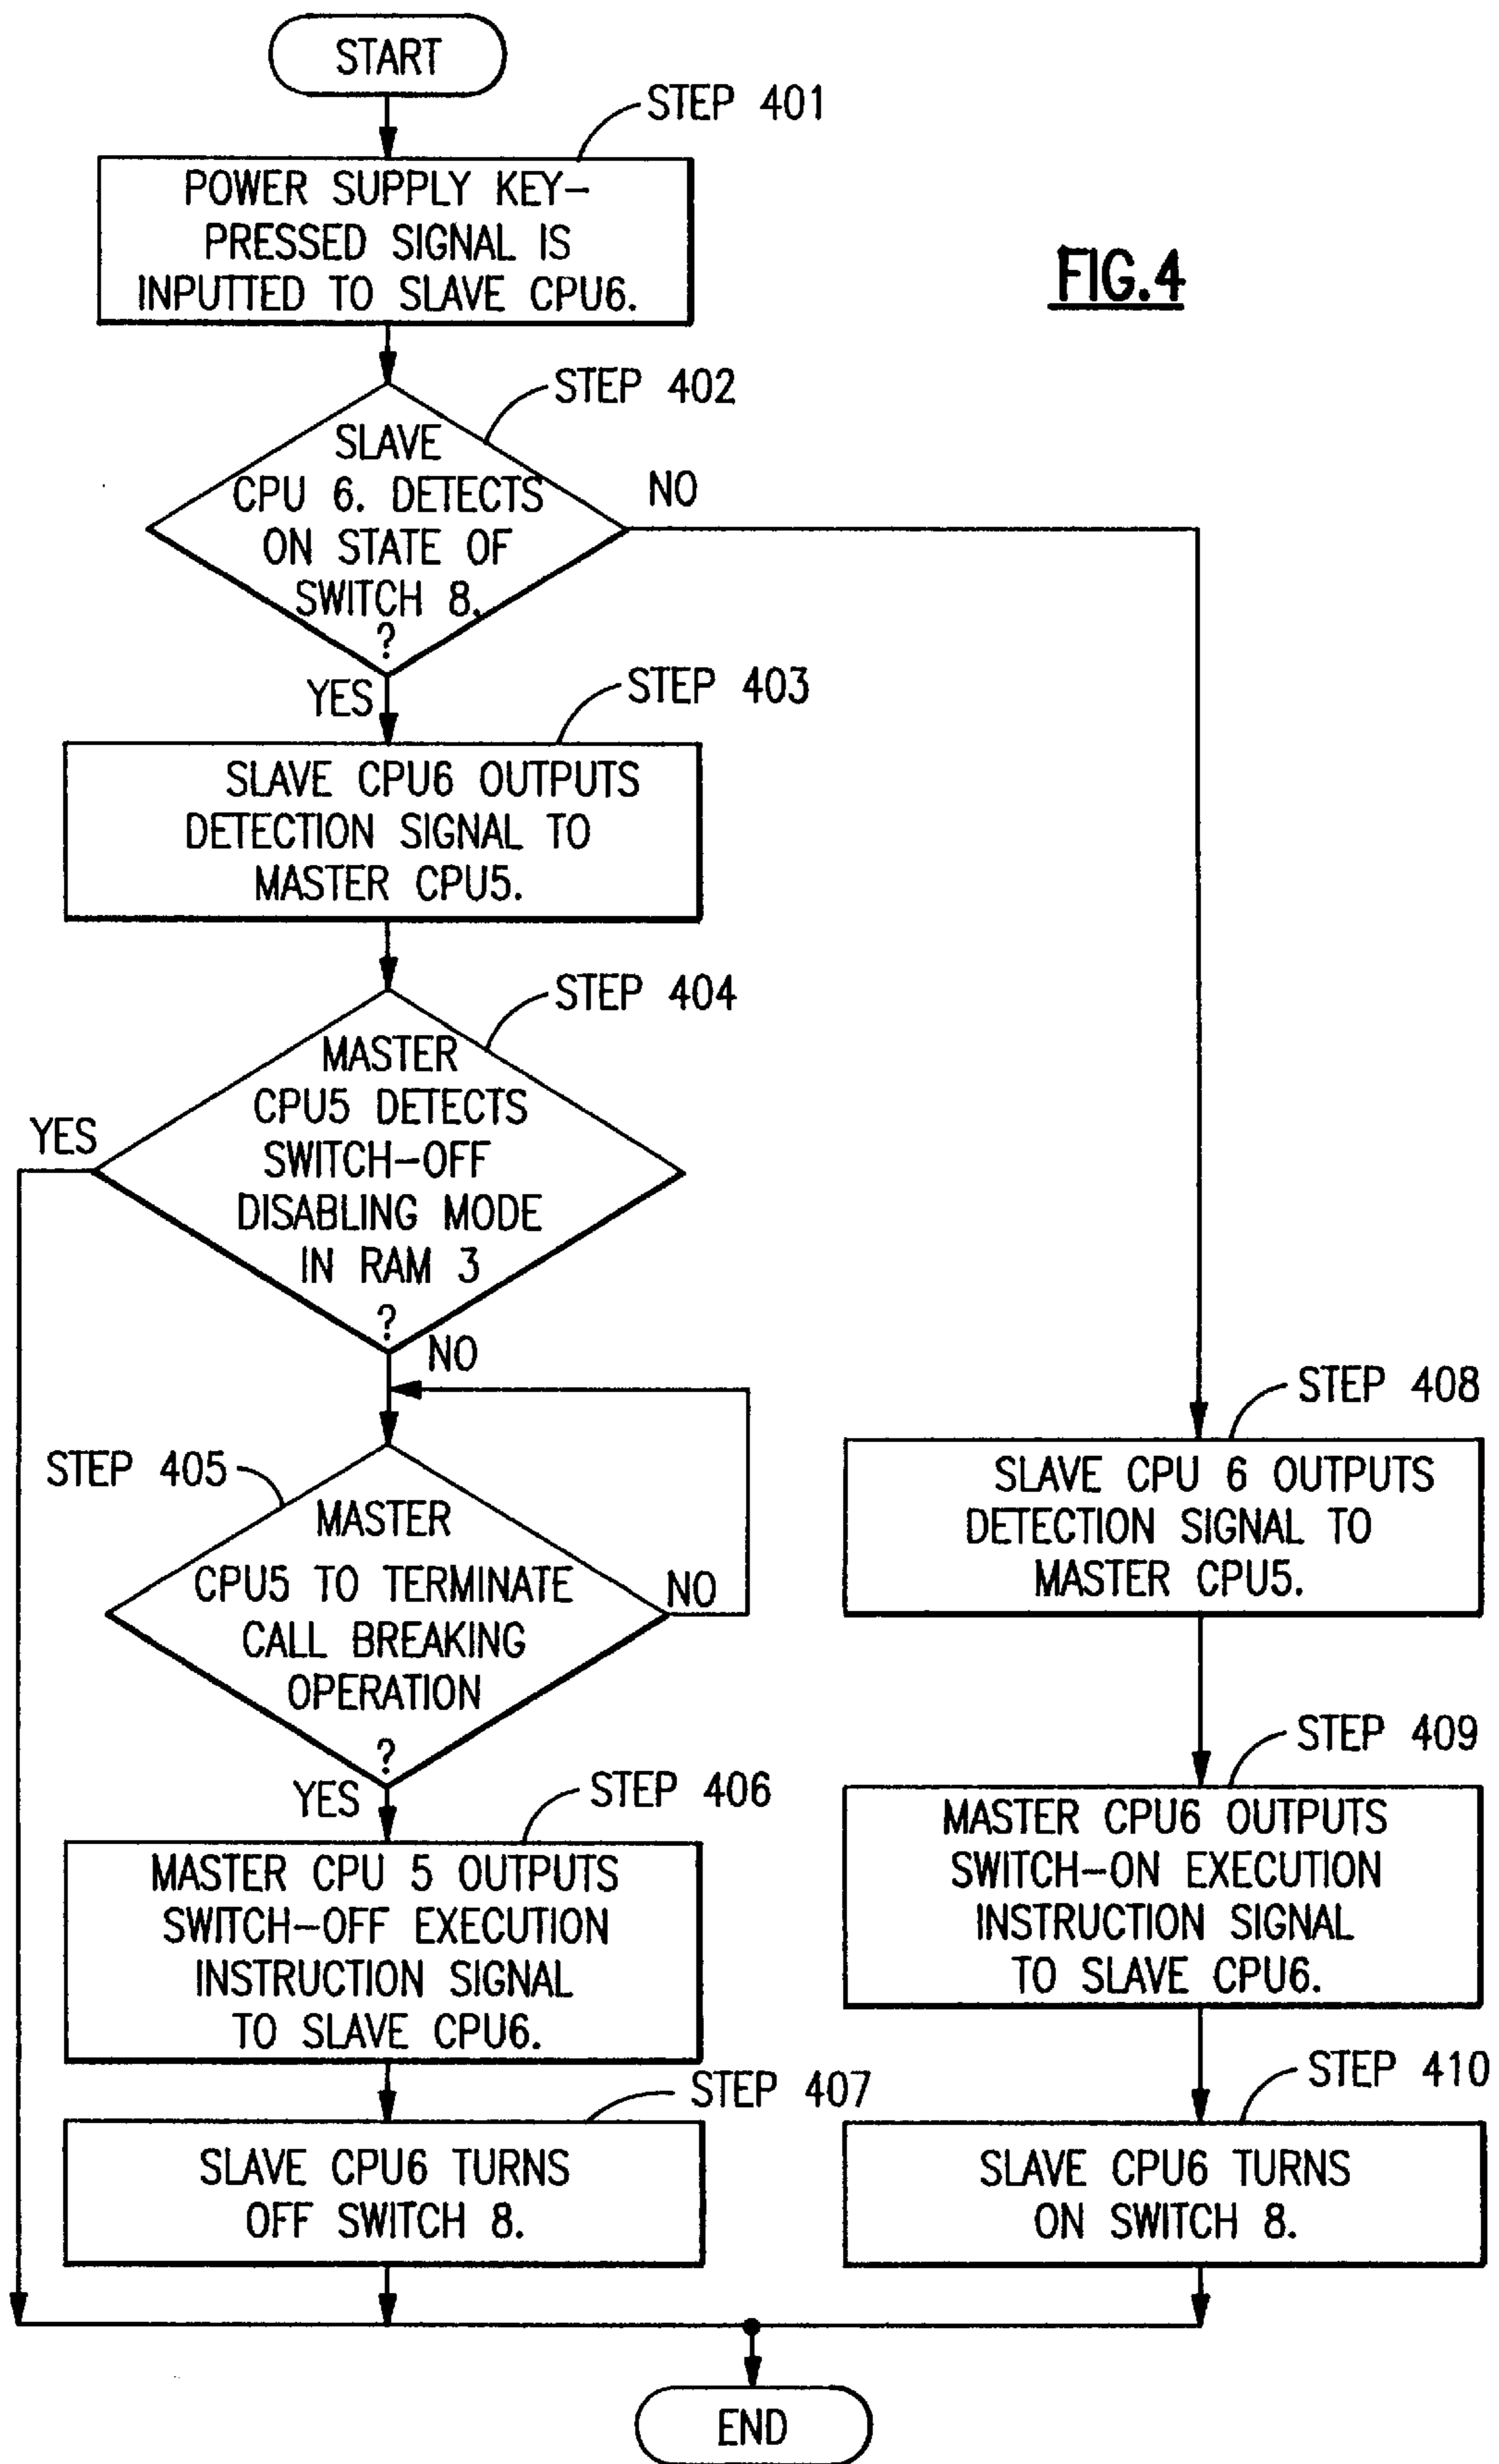 START
STEP 401
POWER SUPPLY KEY-
PRESSED SIGNAL IS
INPUTTED TO SLAVE CPU6.
FIG.4
STEP 402
SLAVE
CPU 6. DETECTS
ON STATE OF
SWITCH 8.
?
NO
YES
STEP 403
SLAVE CPU6 OUTPUTS
DETECTION SIGNAL TO
MASTER CPU5.
STEP 404
MASTER
CPU5 DETECTS
SWITCH-OFF
DISABLING MODE
IN RAM 3
?
YES
NO
STEP 405
MASTER
CPU5 TO TERMINATE
CALL BREAKING
OPERATION
?
NO
YES
STEP 406
MASTER CPU 5 OUTPUTS
SWITCH-OFF EXECUTION
INSTRUCTION SIGNAL
TO SLAVE CPU6.
STEP 407
SLAVE CPU6 TURNS
OFF SWITCH 8.
STEP 408
SLAVE CPU 6 OUTPUTS
DETECTION SIGNAL TO
MASTER CPU5.
STEP 409
MASTER CPU6 OUTPUTS
SWITCH-ON EXECUTION
INSTRUCTION SIGNAL
TO SLAVE CPU6.
STEP 410
SLAVE CPU6 TURNS
ON SWITCH 8.
END